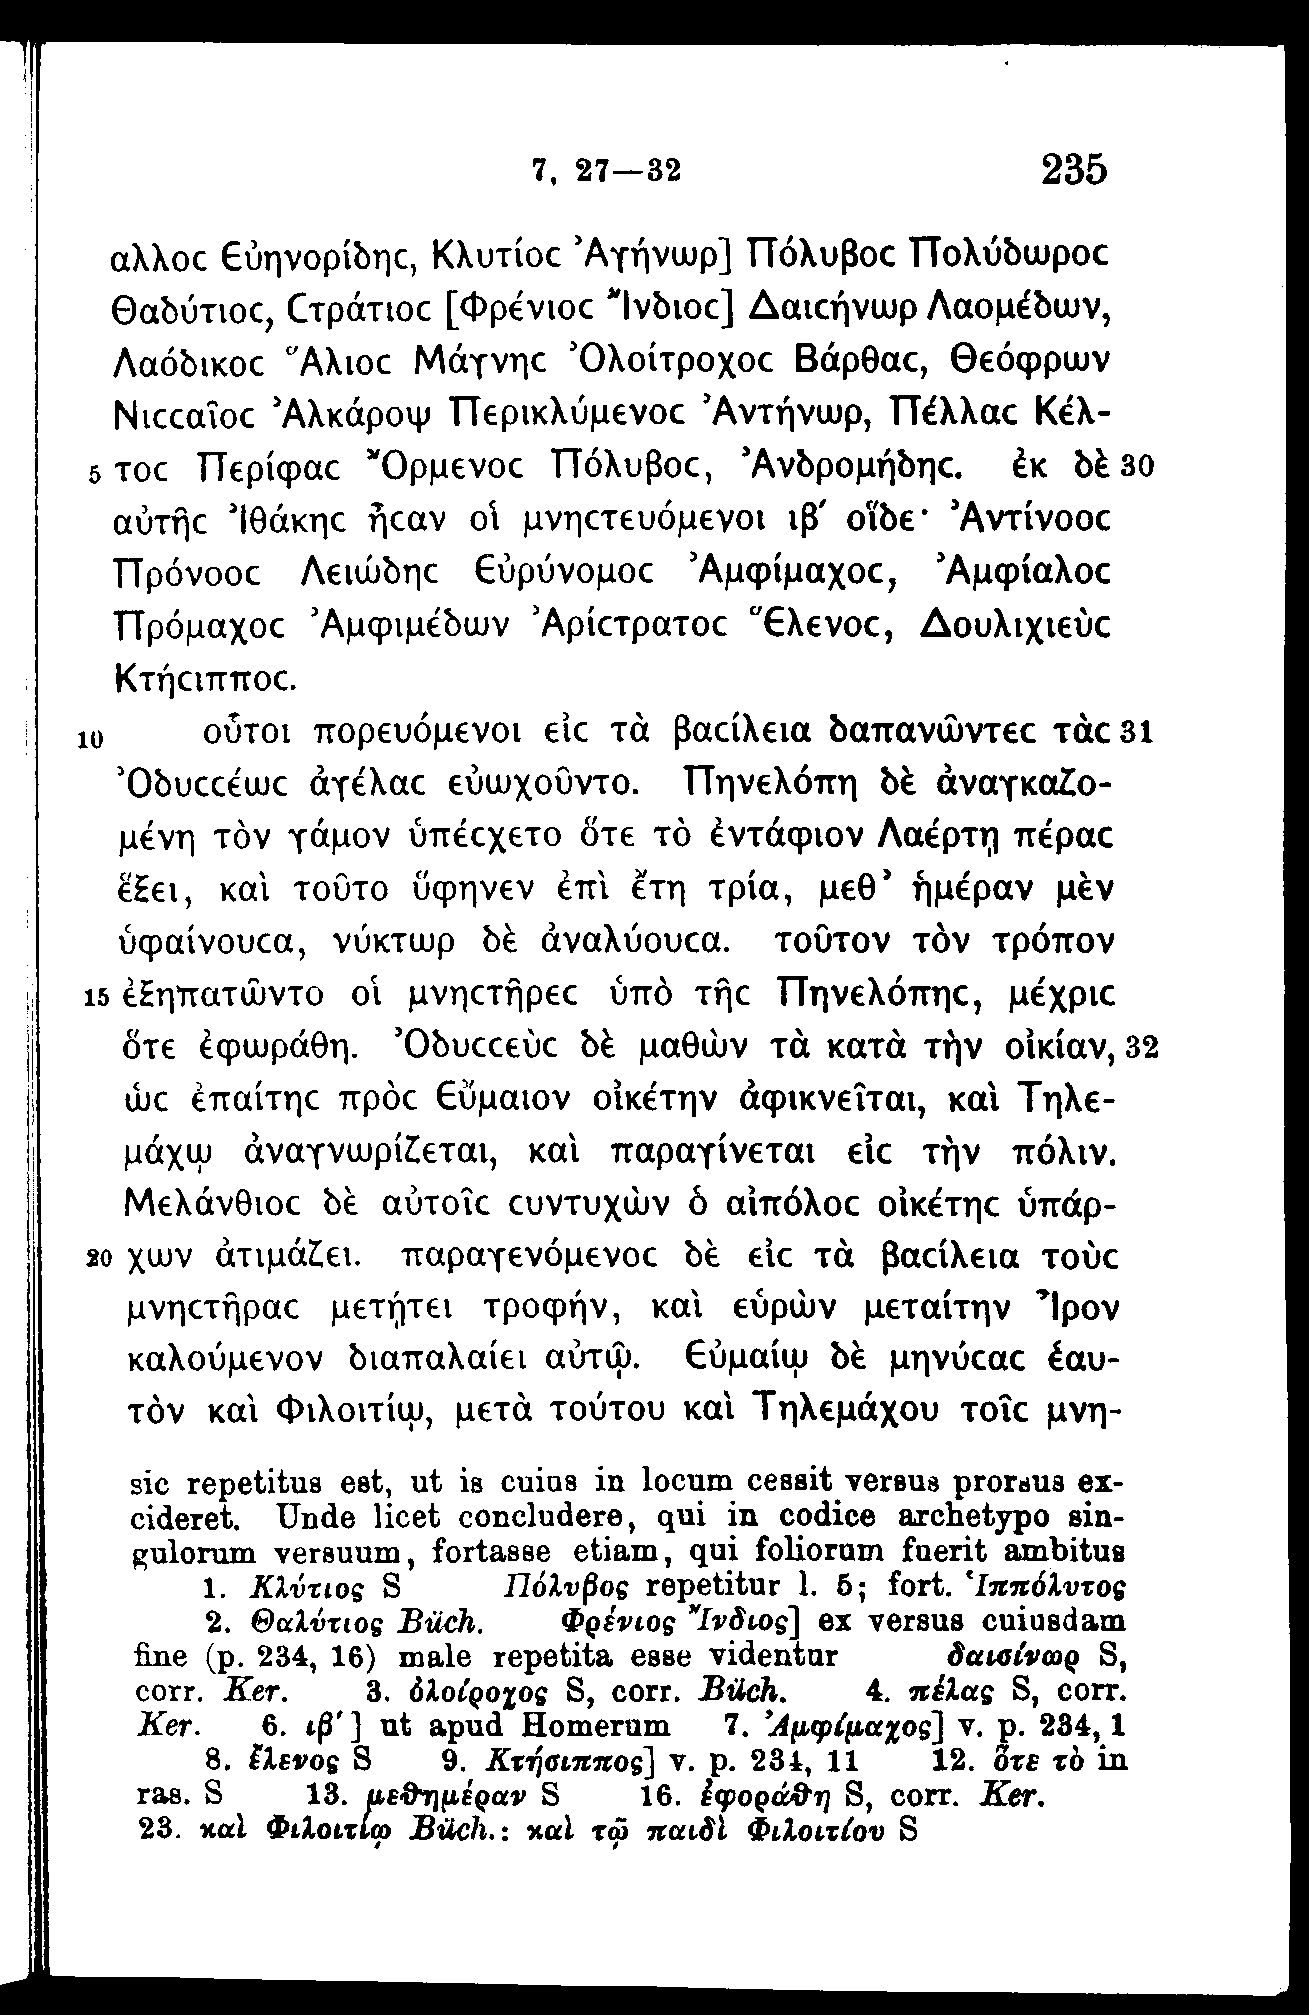 7, 27—32 235
αλλοϲ Εὐηνορίδηϲ, Κλυτίοϲ Ἀγήνωρ] Πόλυβοϲ Πολύδωροϲ
Θαδύτιοϲ, Ϲτράτιοϲ [Φρένιοϲ Ἴνδιοϲ] Δαιϲήνωρ Λαομέδων,
Λαόδικοϲ Ἅλιοϲ Μάγνηϲ Ὀλοίτροχοϲ Βάρθαϲ, Θεόφρων
Νιϲϲαῖοϲ Ἀλκάροψ Περικλύμενοϲ Ἀντήνωρ, Πέλλαϲ Κέλ-
5 τοϲ Περίφαϲ Ὄρμενοϲ Πόλυβοϲ, Ἀνδρομήδηϲ. ἐκ δὲ 30
αὐτῆϲ Ἰθάκηϲ ἦϲαν οἱ μνηϲτευόμενοι ιβʹ οἵδε· Ἀντίνοοϲ
Πρόνοοϲ Λειώδηϲ Εὐρύνομοϲ Ἀμφίμαχοϲ, Ἀμφίαλοϲ
Πρόμαχοϲ Ἀμφιμέδων Ἀρίϲτρατοϲ Ἕλενοϲ, Δουλιχιεὺϲ
Κτήϲιπποϲ.
10 οὗτοι πορευόμενοι εἰϲ τὰ βαϲίλεια δαπανῶντεϲ τὰϲ 31
Ὀδυϲϲέωϲ ἀγέλαϲ εὐωχοῦντο. Πηνελόπη δὲ ἀναγκαζο-
μένη τὸν γάμον ὑπέϲχετο ὅτε τὸ ἐντάφιον Λαέρτῃ πέραϲ
ἕξει, καὶ τοῦτο ὕφηνεν ἐπὶ ἔτη τρία, μεθ’ ἡμέραν μὲν
ὑφαίνουϲα, νύκτωρ δὲ ἀναλύουϲα. τοῦτον τὸν τρόπον
15 ἐξηπατῶντο οἱ μνηϲτῆρεϲ ὑπὸ τῆϲ Πηνελόπηϲ, μέχριϲ
ὅτε ἐφωράθη. Ὀδυϲϲεὺϲ δὲ μαθὼν τὰ κατὰ τὴν οἰκίαν, 32
ὡϲ ἐπαίτηϲ πρὸϲ Εὔμαιον οἰκέτην ἀφικνεῖται, καὶ Τηλε-
μάχῳ ἀναγνωρίζεται, καὶ παραγίνεται εἰϲ τὴν πόλιν.
Μελάνθιοϲ δὲ αὐτοῖϲ ϲυντυχὼν ὁ αἰπόλοϲ οἰκέτηϲ ὑπάρ-
20 χων ἀτιμάζει. παραγενόμενοϲ δὲ εἰϲ τὰ βαϲίλεια τοὺϲ
μνηϲτῆραϲ μετῄτει τροφήν, καὶ εὑρὼν μεταίτην Ἶρον
καλούμενον διαπαλαίει αὐτῷ. Εὐμαίῳ δὲ μηνύϲαϲ ἑαυ-
τὸν καὶ Φιλοιτίῳ, μετὰ τούτου καὶ Τηλεμάχου τοῖϲ μνη-
sic repetitus est, ut is cuius in locum cessit versus prorsus ex-
cideret. Unde licet concludere, qui in codice archetypo sin-
gulorum versuum, fortasse etiam, qui foliorum fuerit ambitus
1. Κλύτιος S Πόλυβος repetitur l. 5; fort. Ἱππόλυτος
2. Θαλύτιος Büch. Φρένιος Ἴνδιος] ex versus cuiusdam
fine (p. 234, 16) male repetita esse videntur δαισίνωρ S,
corr. Ker. 3. ὀλοίροχος S, corr. Büch. 4. πέλας S, corr.
Ker. 6. ιβʹ] ut apud Homerum 7. Ἀμφίμαχος] v. p. 234, 1
8. ἔλενος S 9. Κτήσιππος] v. p. 234, 11 12. ὅτε τὸ in
ras. S 13. μεθημέραν S 16. ἐφοράθη S, corr. Ker.
23. καὶ Φιλοιτίῳ Büch.: καὶ τῷ παιδὶ Φιλοιτίου S